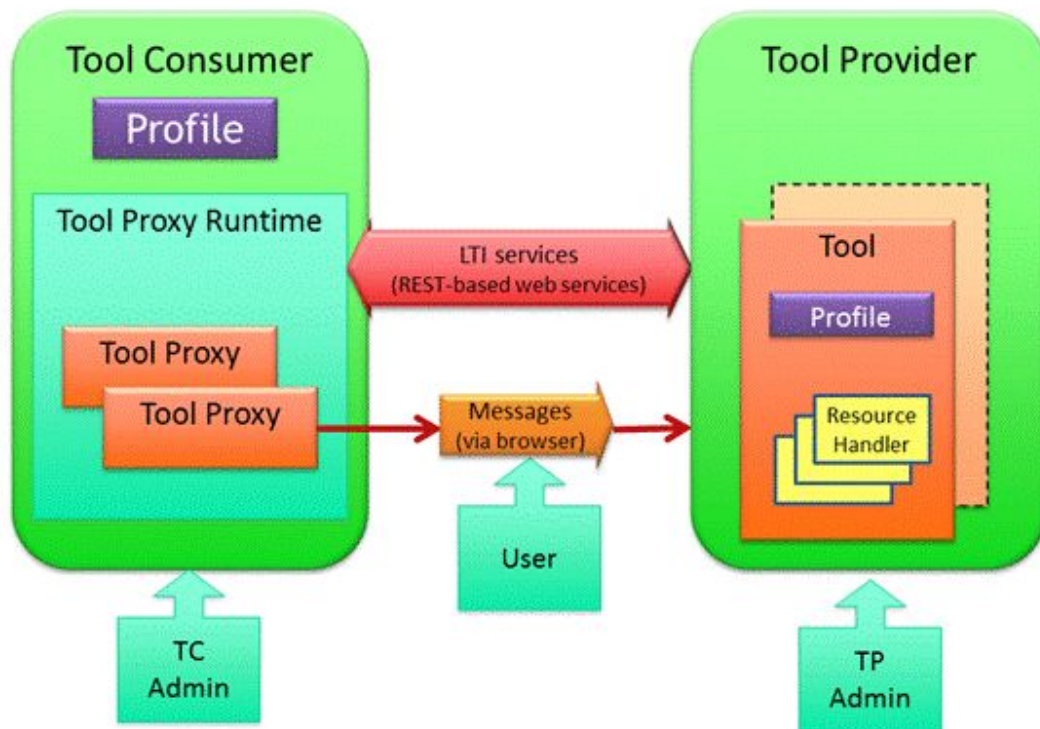 Tool Consumer
Profile
Tool Proxy Runtime
Tool Proxy
Tool Proxy
LTI services
(REST-based web services)
Messages
(via browser)
User
TC
Admin
Tool Provider
Tool
Profile
Resource
Handler
TP
Admin